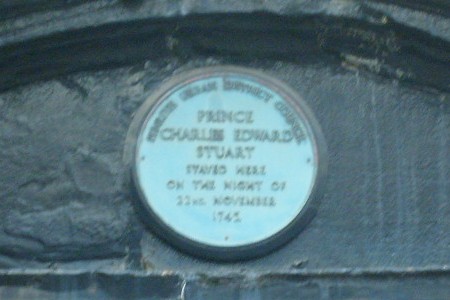 URBAN DISTRICT COUNCIL
PRINCE
CHARLES EDWARD
STUART
STAYED HERE
ON THE NIGHT OF
22ND. NOVEMBER
1745.